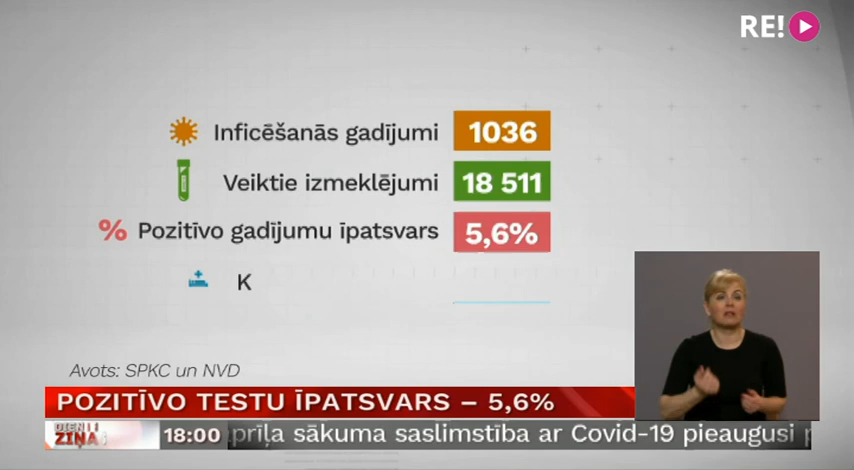 RE!
Inficēšanās gadījumi 1036
Veiktie izmeklējumi 18 511
% Pozitīvo gadījumu īpatsvars 5,6%
K
Avots: SPKC un NVD
POZITĪVO TESTU ĪPATSVARS – 5,6%
ZIŅA 18:00 prīļa sākuma saslimstība ar Covid-19 pieaugusi